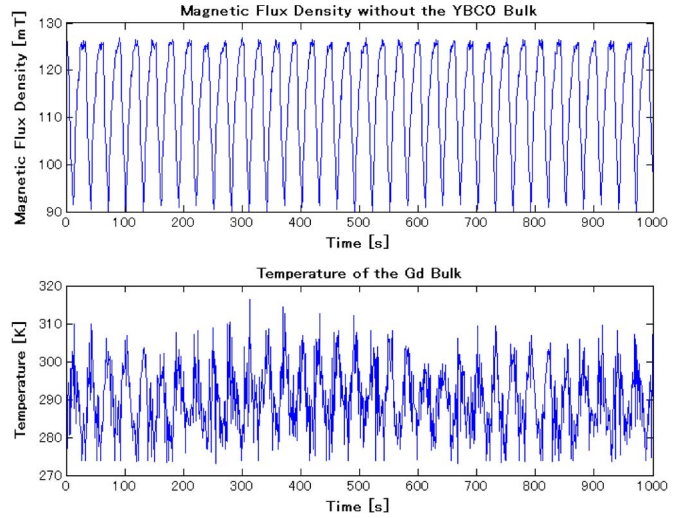 Magnetic Flux Density without the YBCO Bulk
Magnetic Flux Density [mT]
130
120
110
100
90
0 100 200 300 400 500 600 700 800 900 1000
Time [s]
Temperature of the Gd Bulk
Temperature [K]
320
310
300
290
280
270
0 100 200 300 400 500 600 700 800 900 1000
Time [s]